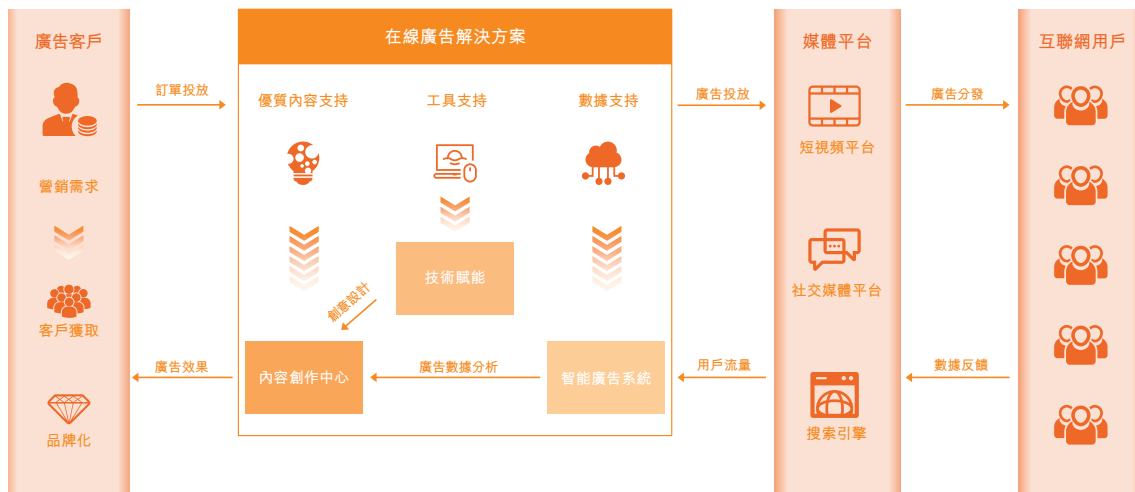 廣告客戶
營銷需求
客戶獲取
品牌化
訂單投放
廣告效果
在線廣告解決方案
優質內容支持
工具支持
數據支持
技術賦能
創意設計
內容創作中心
廣告數據分析
智能廣告系統
廣告投放
用戶流量
媒體平台
短視頻平台
社交媒體平台
搜索引擎
廣告分發
數據反饋
互聯網用戶